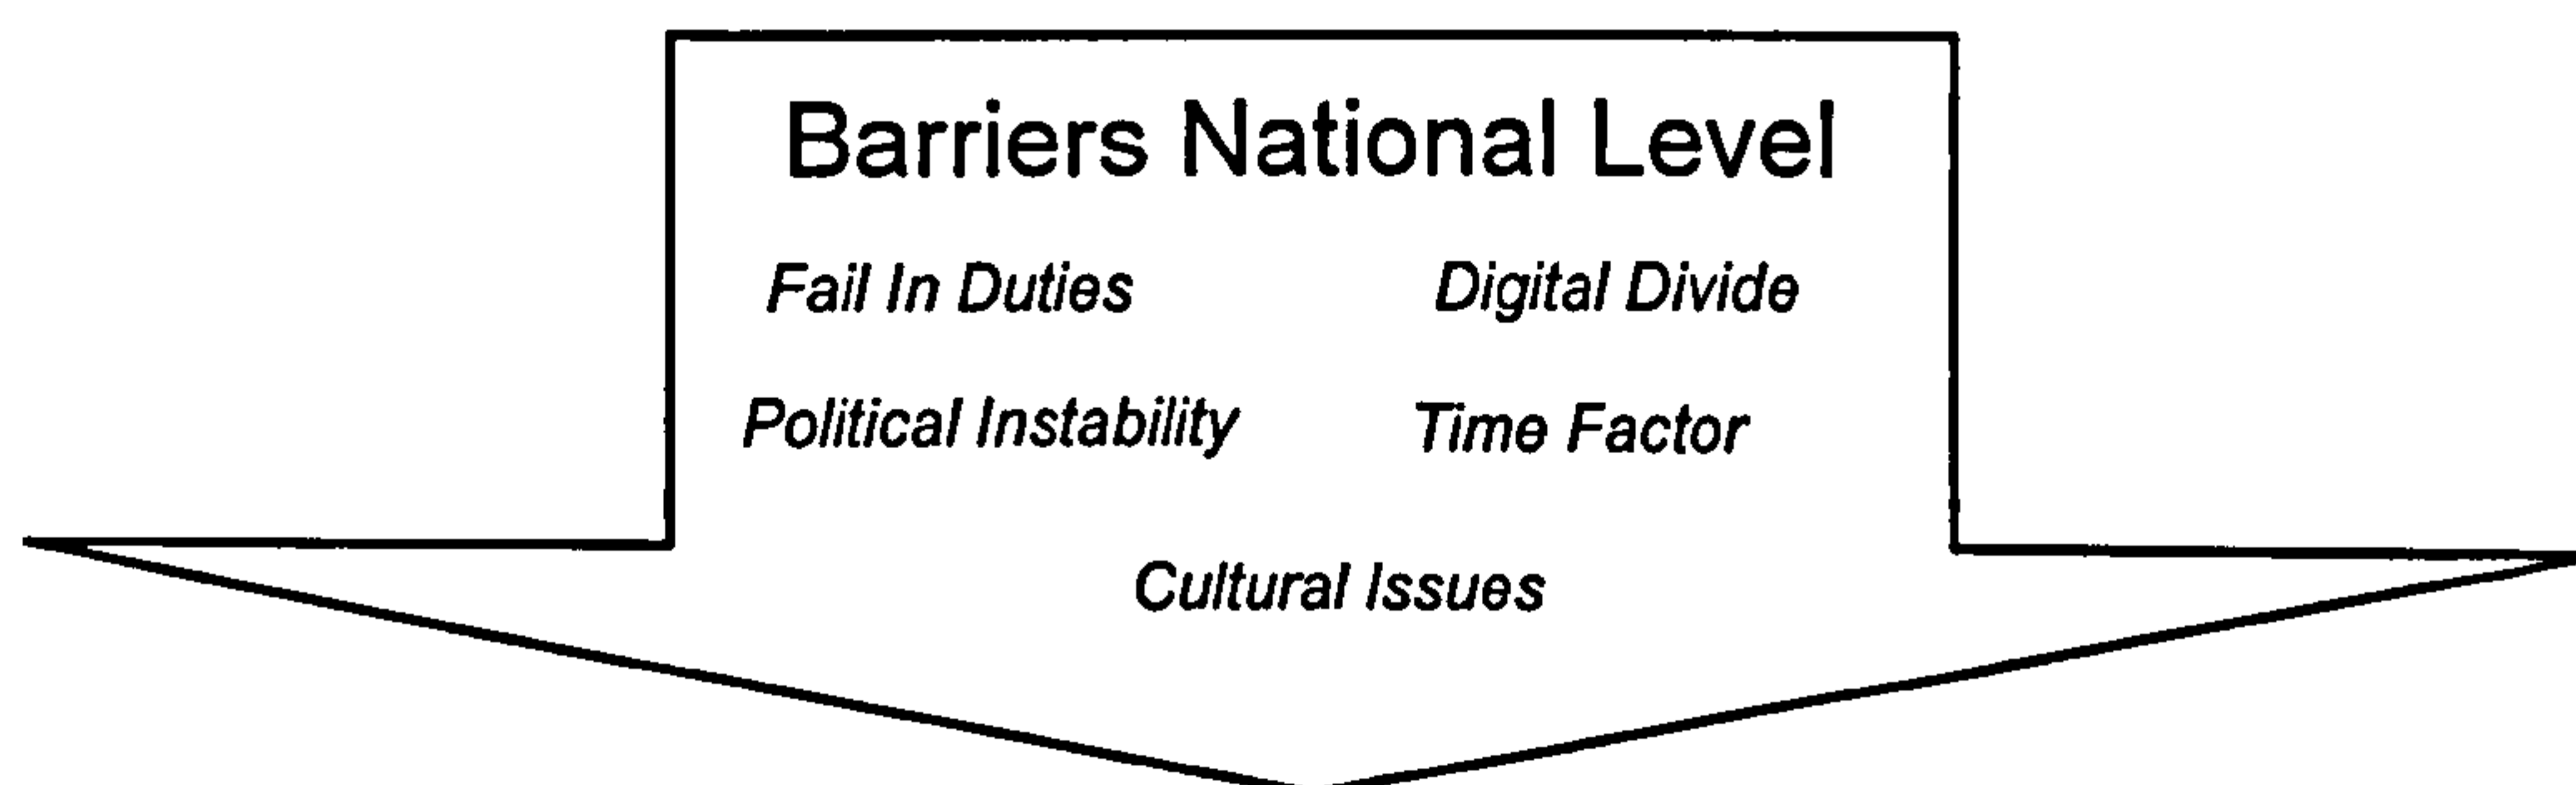 Barriers National Level
Fail In Duties Digital Divide
Political Instability Time Factor
Cultural Issues